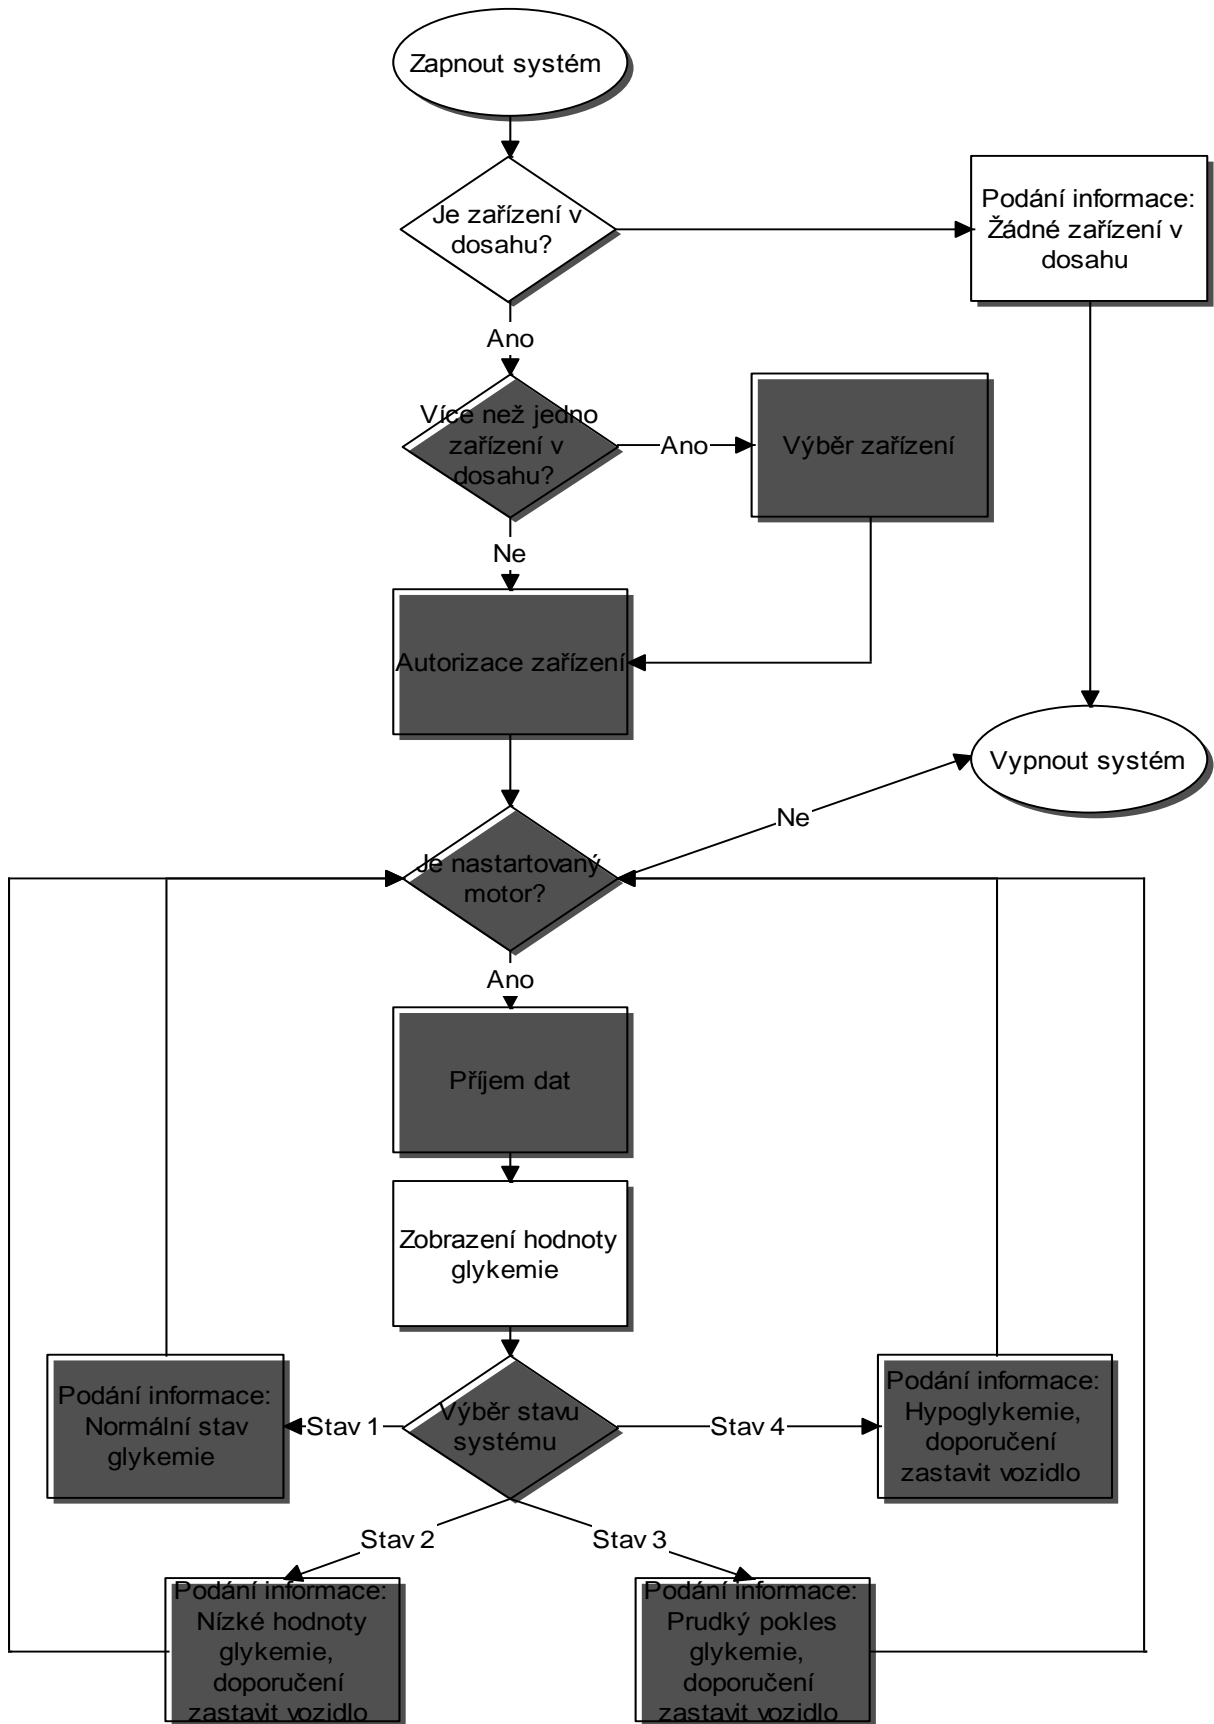 Zapnout systém
Je zařízení v
dosahu?
Podání informace:
Žádné zařízení v
dosahu
Ano
Více než jedno
zařízení v
dosahu?
Ano
Výběr zařízení
Ne
Autorizace zařízení
Vypnout systém
Ne
Je nastartovaný
motor?
Ano
Příjem dat
Zobrazení hodnoty
glykemie
Podání informace:
Normální stav
glykemie
Stav 1
Výběr stavu
systému
Stav 4
Podání informace:
Hypoglykemie,
doporučení
zastavit vozidlo
Stav 2
Stav 3
Podání informace:
Nízké hodnoty
glykemie,
doporučení
zastavit vozidlo
Podání informace:
Prudký pokles
glykemie,
doporučení
zastavit vozidlo